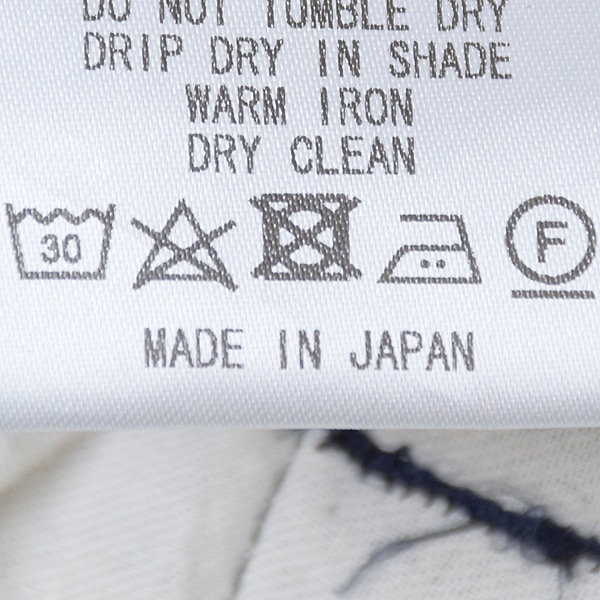 DO NOT TUMBLE DRY
DRIP DRY IN SHADE
WARM IRON
DRY CLEAN
30 F
MADE IN JAPAN